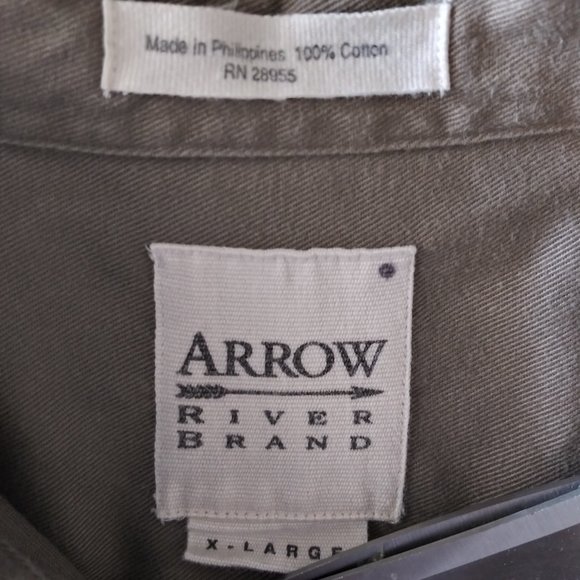 Made in Philippines 100% Cotton
RN 28955
ARROW
RIVER
BRAND
X-LARGE